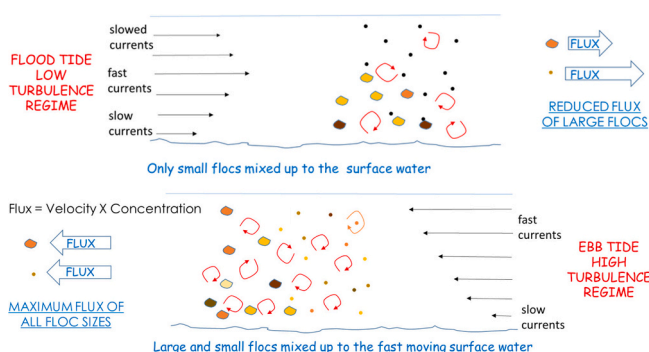 slowed
currents
FLOOD TIDE
LOW
TURBULENCE
REGIME
fast
currents
slow
currents
FLUX
FLUX
REDUCED FLUX
OF LARGE FLOCS
Only small flocs mixed up to the surface water
Flux = Velocity X Concentration
FLUX
FLUX
MAXIMUM FLUX OF
ALL FLOC SIZES
fast
currents
EBB TIDE
HIGH
TURBULENCE
REGIME
slow
currents
Large and small flocs mixed up to the fast moving surface water